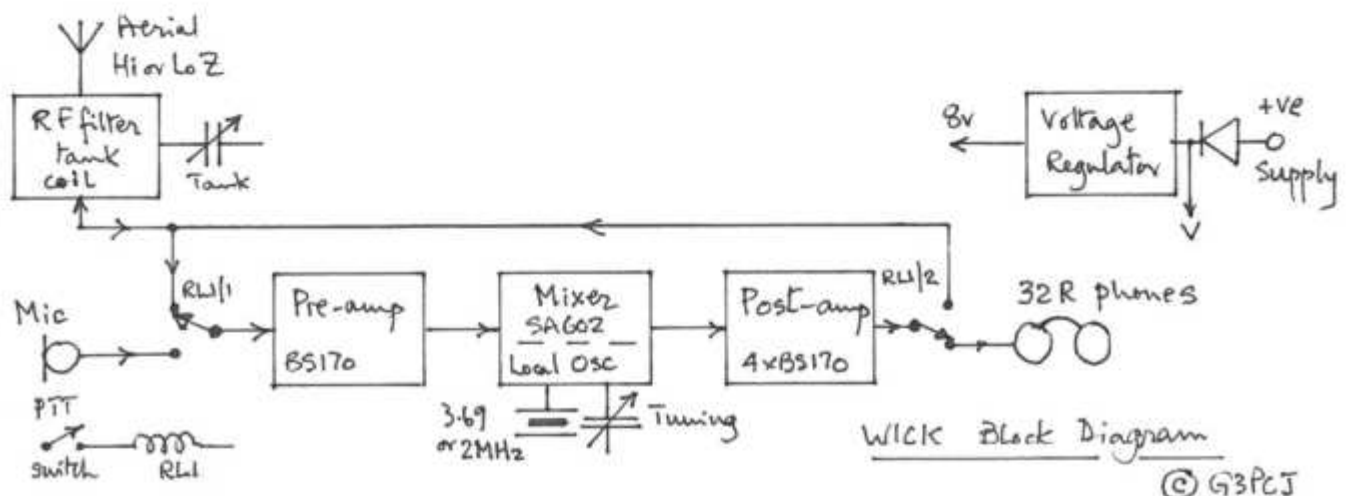 Aerial
Hi or Lo Z
RF filter
tank
coil
Tank
8v
Voltage
Regulator
+ve
Supply
RL1/1
Mic
PTT
switch
RL1
Pre-amp
BS170
Mixer
SA602
Local Osc
3.69
or 2MHz
Tuning
Post-amp
4xBS170
RL1/2
32R phones
WICK Block Diagram
© G3PCJ